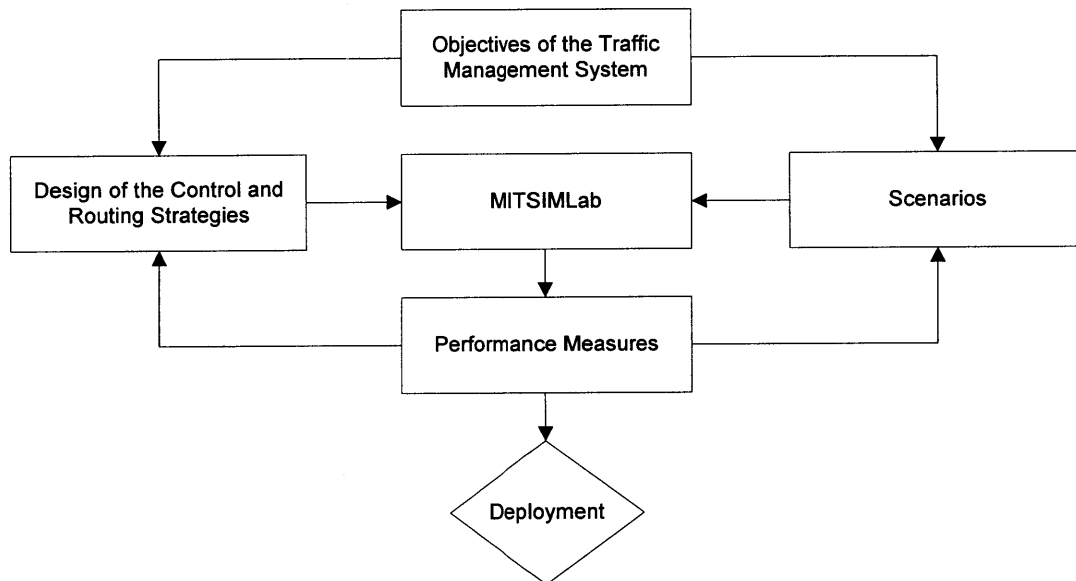 Objectives of the Traffic
Management System
Design of the Control and
Routing Strategies
MITSIMLab
Scenarios
Performance Measures
Deployment